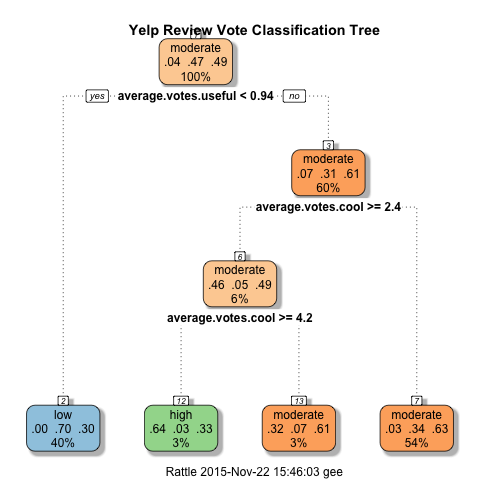 Yelp Review Vote Classification Tree
moderate
.04 .47 .49
100%
yes average.votes.useful < 0.94 no
3
moderate
.07 .31 .61
60%
average.votes.cool >= 2.4
6
moderate
.46 .05 .49
6%
average.votes.cool >= 4.2
2 12 13 7
low high moderate moderate
.00 .70 .30 .64 .03 .33 .32 .07 .61 .03 .34 .63
40% 3% 3% 54%
Rattle 2015-Nov-22 15:46:03 gee